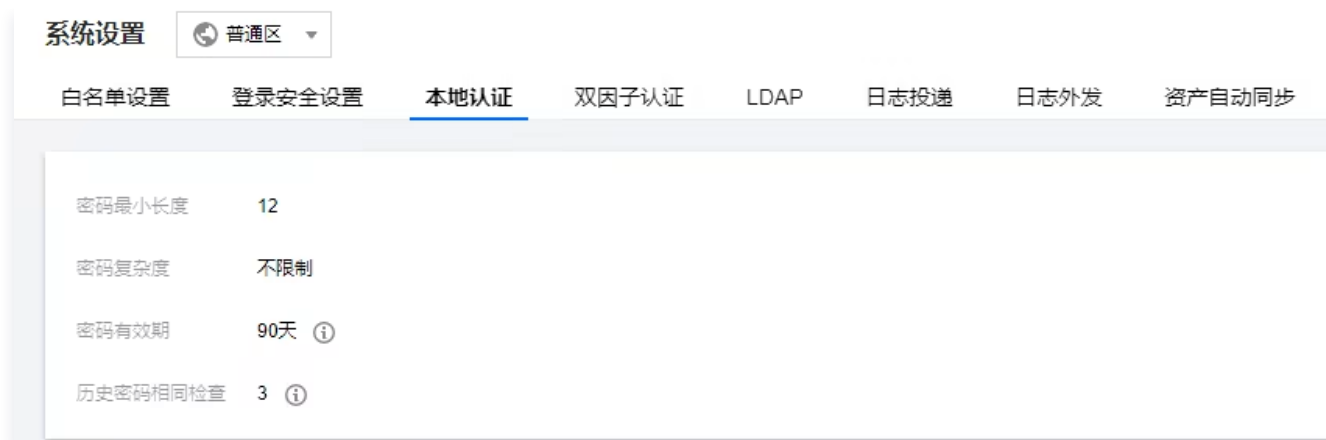 系统设置 普通区
白名单设置 登录安全设置 本地认证 双因子认证 LDAP 日志投递 日志外发 资产自动同步
密码最小长度 12
密码复杂度 不限制
密码有效期 90天
历史密码相同检查 3